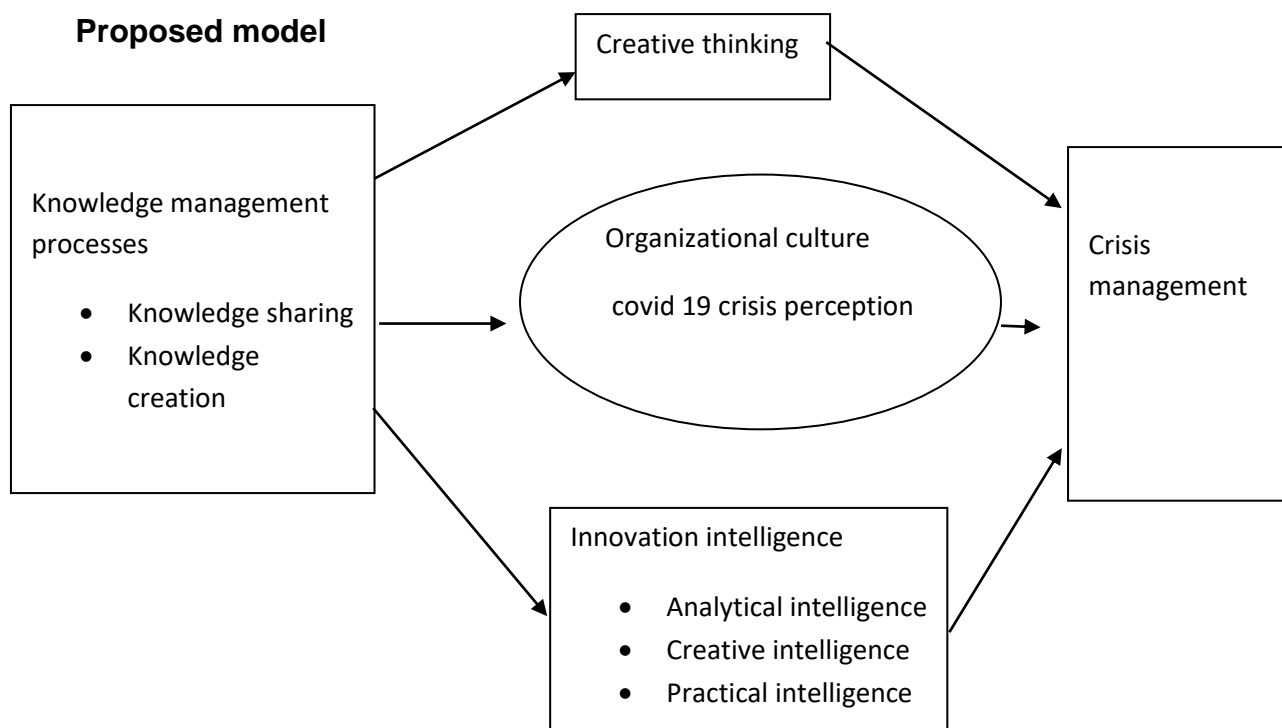 Proposed model
Creative thinking
Knowledge management
processes
• Knowledge sharing
• Knowledge
creation
Organizational culture
covid 19 crisis perception
Crisis
management
Innovation intelligence
• Analytical intelligence
• Creative intelligence
• Practical intelligence